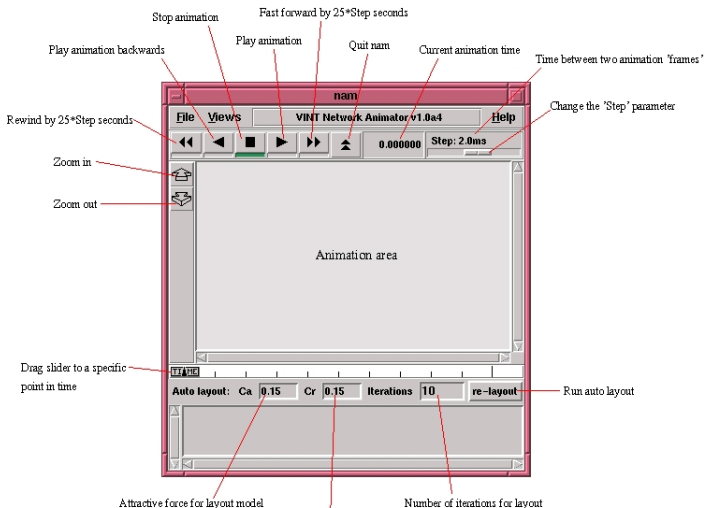 Fast forward by 25*Step seconds
Stop animation
Play animation
Quit nam
Play animation backwards
Current animation time
Time between two animation 'frames'
Change the 'Step' parameter
Rewind by 25*Step seconds
nam
File Views VINT Network Animator v1.0a4 Help
0.000000 Step: 2.0ms
Zoom in
Zoom out
Animation area
Drag slider to a specific
point in time
TIME
Auto layout: Ca 0.15 Cr 0.15 Iterations 10 re-layout
Run auto layout
Attractive force for layout model
Number of iterations for layout